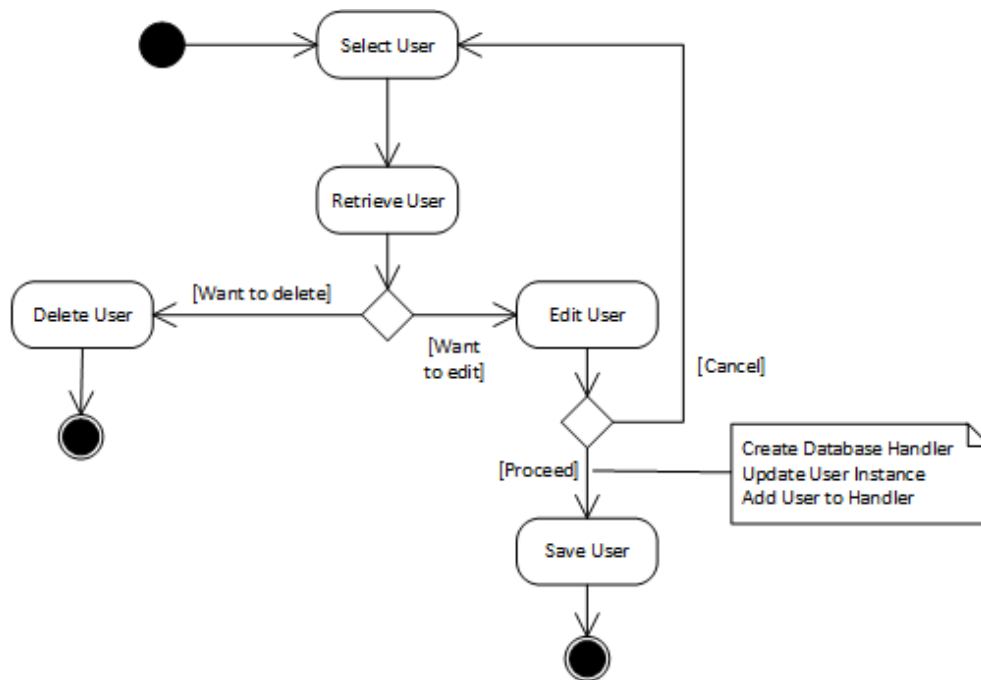 Select User
Retrieve User
[Want to delete]
Delete User
Edit User
[Want
to edit]
[Cancel]
Create Database Handler
Update User Instance
Add User to Handler
[Proceed]
Save User